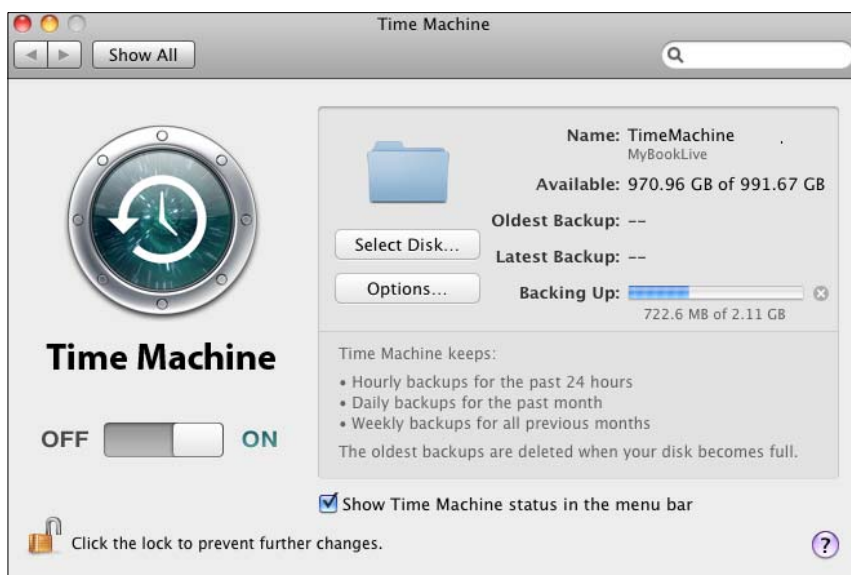 Time Machine
Show All
Name: TimeMachine
MyBookLive
Available: 970.96 GB of 991.67 GB
Oldest Backup: --
Select Disk...
Latest Backup: --
Options...
Backing Up:
722.6 MB of 2.11 GB
Time Machine
Time Machine keeps:
• Hourly backups for the past 24 hours
• Daily backups for the past month
• Weekly backups for all previous months
The oldest backups are deleted when your disk becomes full.
OFF ON
Show Time Machine status in the menu bar
Click the lock to prevent further changes.
?